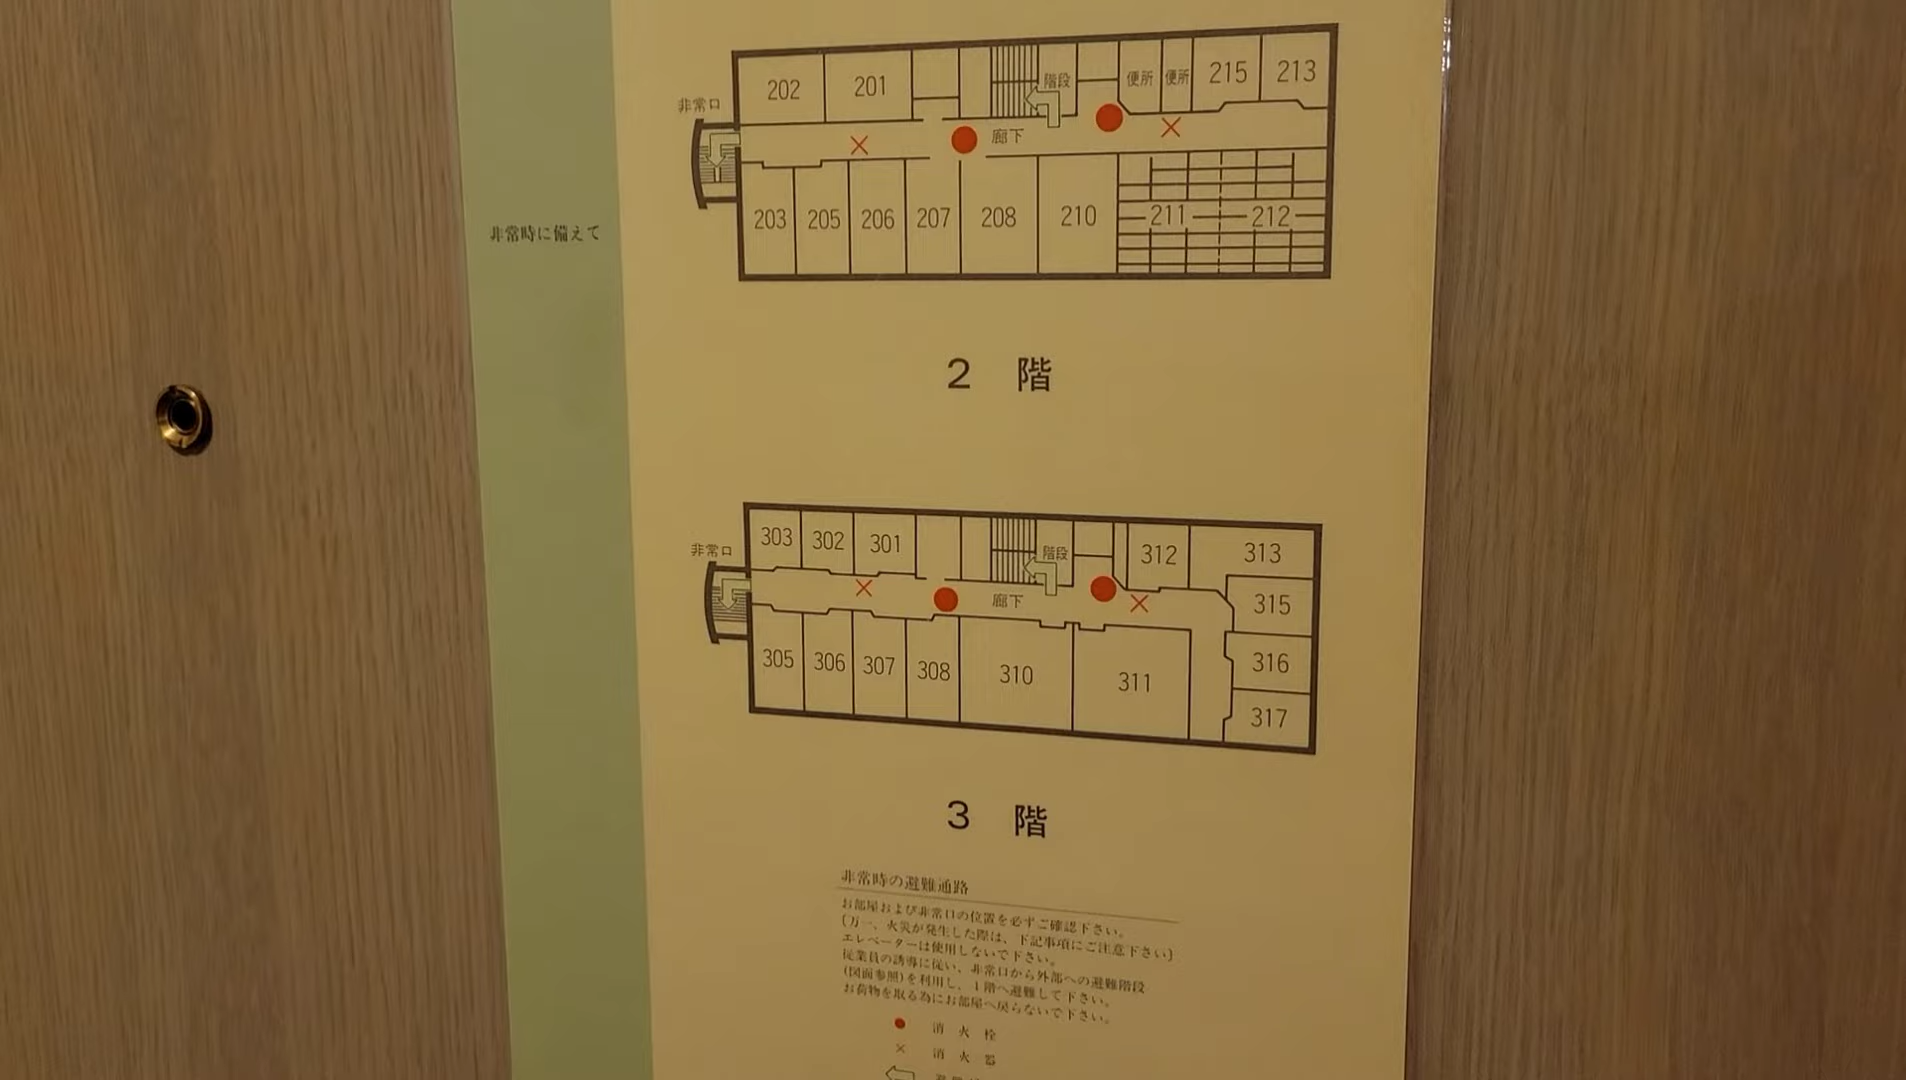 非常時に備えて
202 201 階段 便所 便所 215 213
非常口
廊下
203 205 206 207 208 210 211 212
2 階
303 302 301 階段 312 313
非常口
廊下
315
305 306 307 308 310 311 316
317
3 階
非常時の避難通路
お部屋および非常口の位置を必ずご確認下さい。
(万一、火災が発生した際は、下記事項にご注意下さい)
エレベーターは使用しないで下さい。
従業員の誘導に従い、非常口から外部への避難階段
(図面参照)を利用し、1階へ避難して下さい。
お荷物を取る為にお部屋へ戻らないで下さい。
● 消火栓
× 消火器